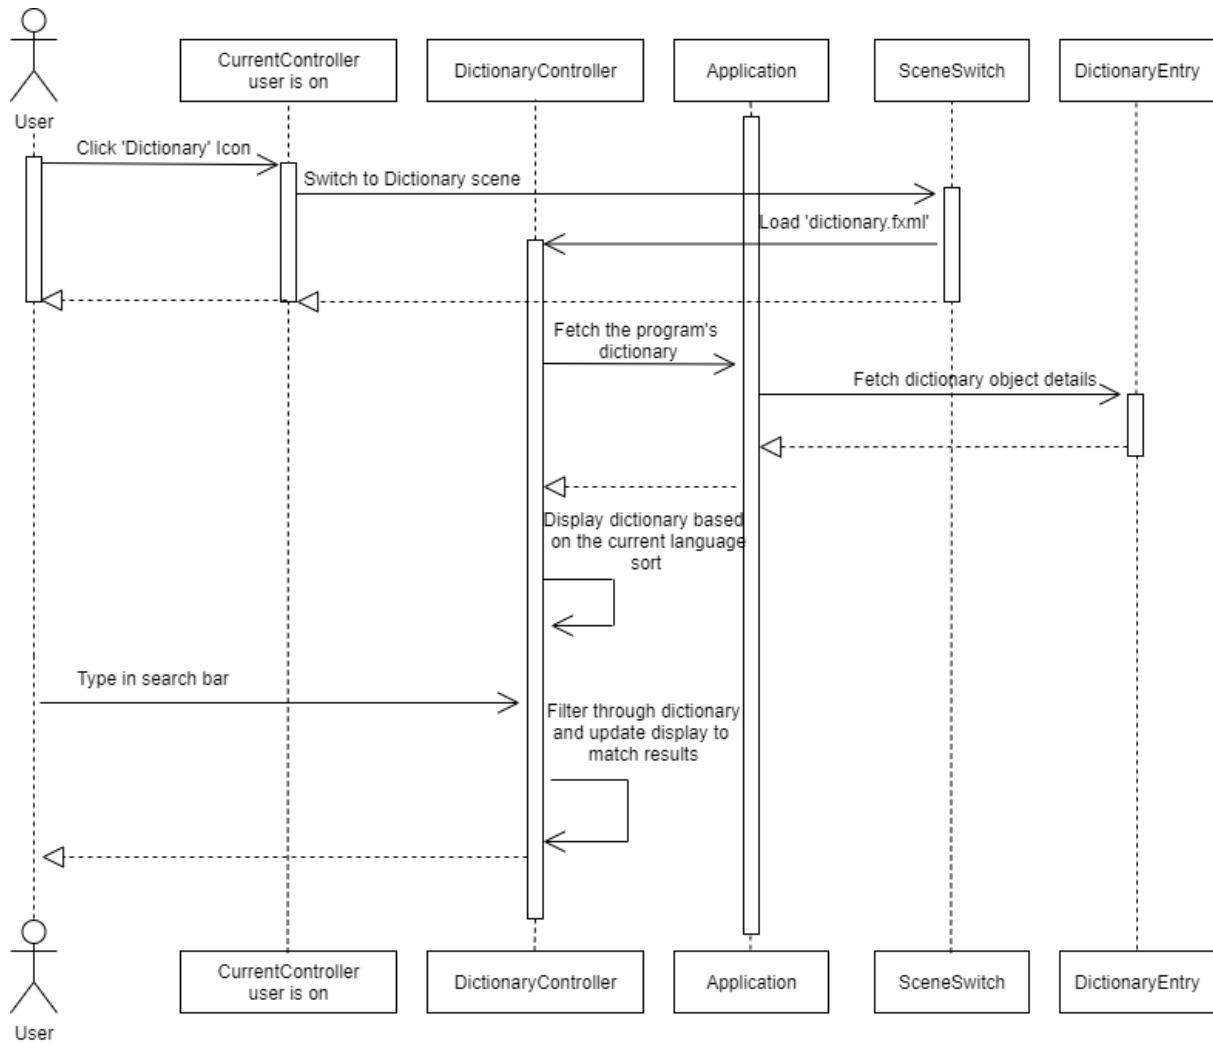 CurrentController
user is on
DictionaryController
Application
SceneSwitch
DictionaryEntry
User
Click 'Dictionary' Icon
Switch to Dictionary scene
Load 'dictionary.fxml'
Fetch the program's
dictionary
Fetch dictionary object details
Display dictionary based
on the current language
sort
Type in search bar
Filter through dictionary
and update display to
match results
CurrentController
user is on
DictionaryController
Application
SceneSwitch
DictionaryEntry
User